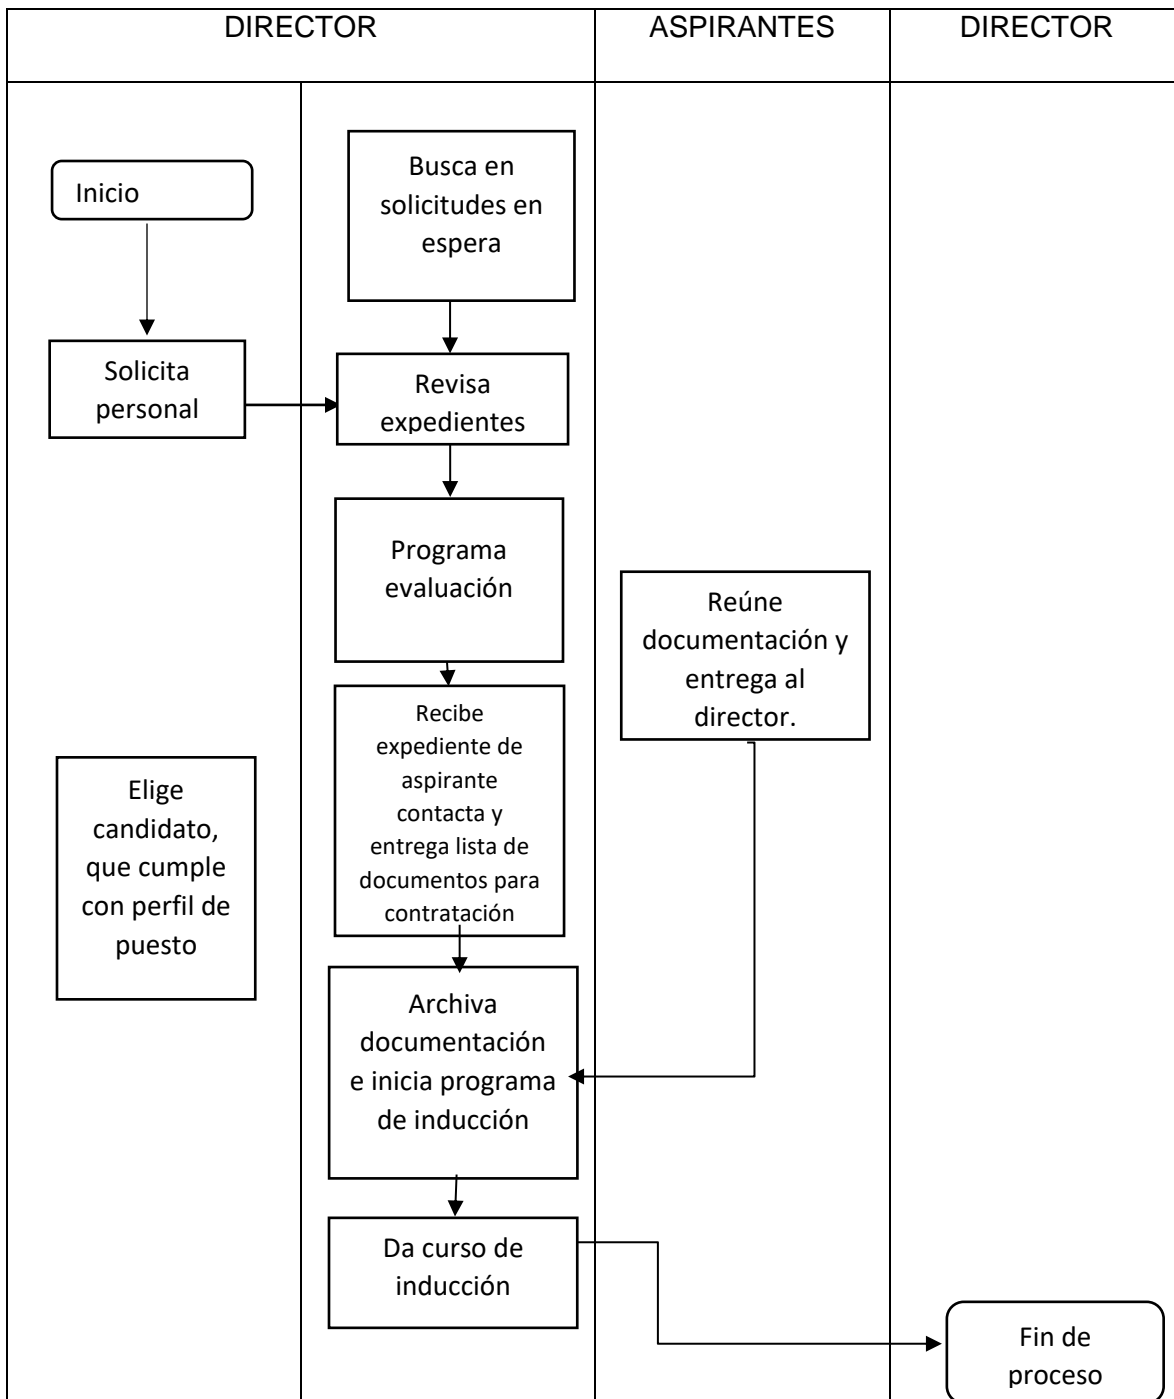 DIRECTOR
ASPIRANTES
DIRECTOR
Inicio
Solicita
personal
Elige
candidato,
que cumple
con perfil de
puesto
Busca en
solicitudes en
espera
Revisa
expedientes
Programa
evaluación
Recibe
expediente de
aspirante
contacta y
entrega lista de
documentos para
contratación
Archiva
documentación
e inicia programa
de inducción
Da curso de
inducción
Reúne
documentación y
entrega al
director.
Fin de
proceso